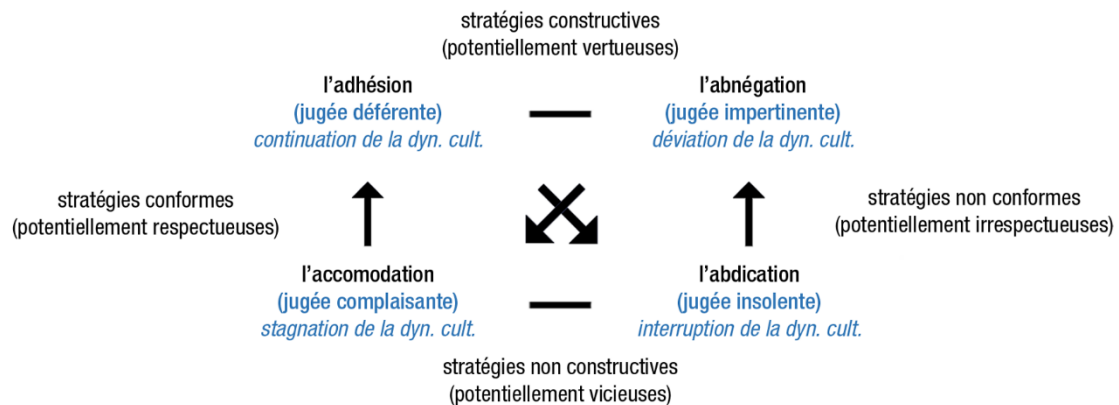 stratégies constructives
(potentiellement vertueuses)
l’adhésion
(jugée déférente)
continuation de la dyn. cult.
l’abnégation
(jugée impertinente)
déviation de la dyn. cult.
stratégies conformes
(potentiellement respectueuses)
stratégies non conformes
(potentiellement irrespectueuses)
l’accomodation
(jugée complaisante)
stagnation de la dyn. cult.
l’abdication
(jugée insolente)
interruption de la dyn. cult.
stratégies non constructives
(potentiellement vicieuses)